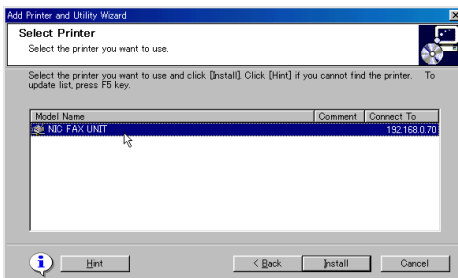 Add Printer and Utility Wizard
Select Printer
Select the printer you want to use.
Select the printer you want to use and click [Install]. Click [Hint] if you cannot find the printer. To
update list, press F5 key.
Model Name Comment Connect To
NIC FAX UNIT 192.168.0.70
Hint < Back Install Cancel